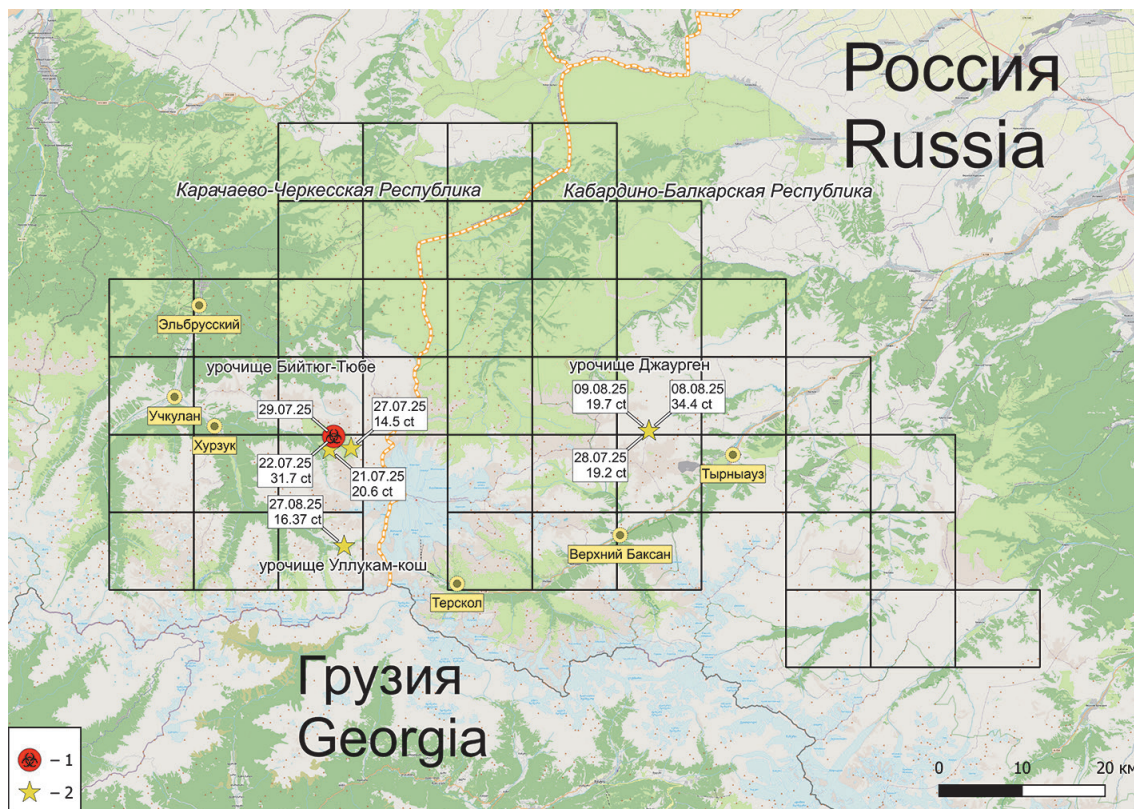 Россия
Russia
Карачаево-Черкесская Республика
Кабардино-Балкарская Республика
Эльбрусский
урочище Бийтюг-Тюбе
урочище Джаурген
09.08.25
19.7 ct
08.08.25
34.4 ct
Учкулан
29.07.25
27.07.25
14.5 ct
Хурзук
28.07.25
19.2 ct
Тырныауз
22.07.25
31.7 ct
21.07.25
20.6 ct
27.08.25
16.37 ct
Верхний Баксан
урочище Уллукам-кош
Терскол
Грузия
Georgia
– 1
– 2
0
10
20 км